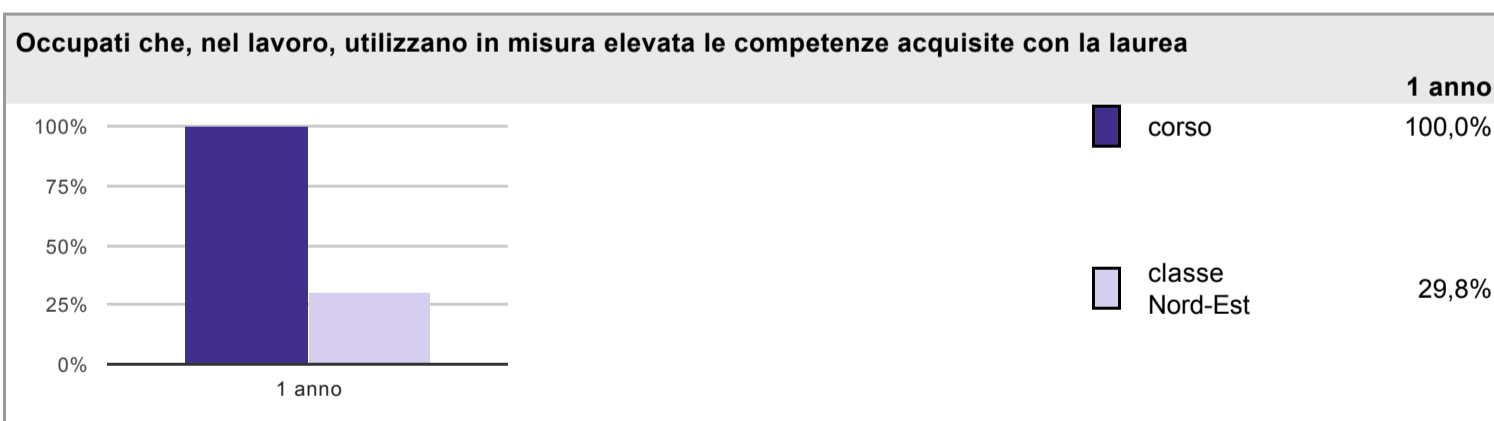 Occupati che, nel lavoro, utilizzano in misura elevata le competenze acquisite con la laurea
1 anno
100%
75%
50%
25%
0%
1 anno
corso 100,0%
classe
Nord-Est 29,8%